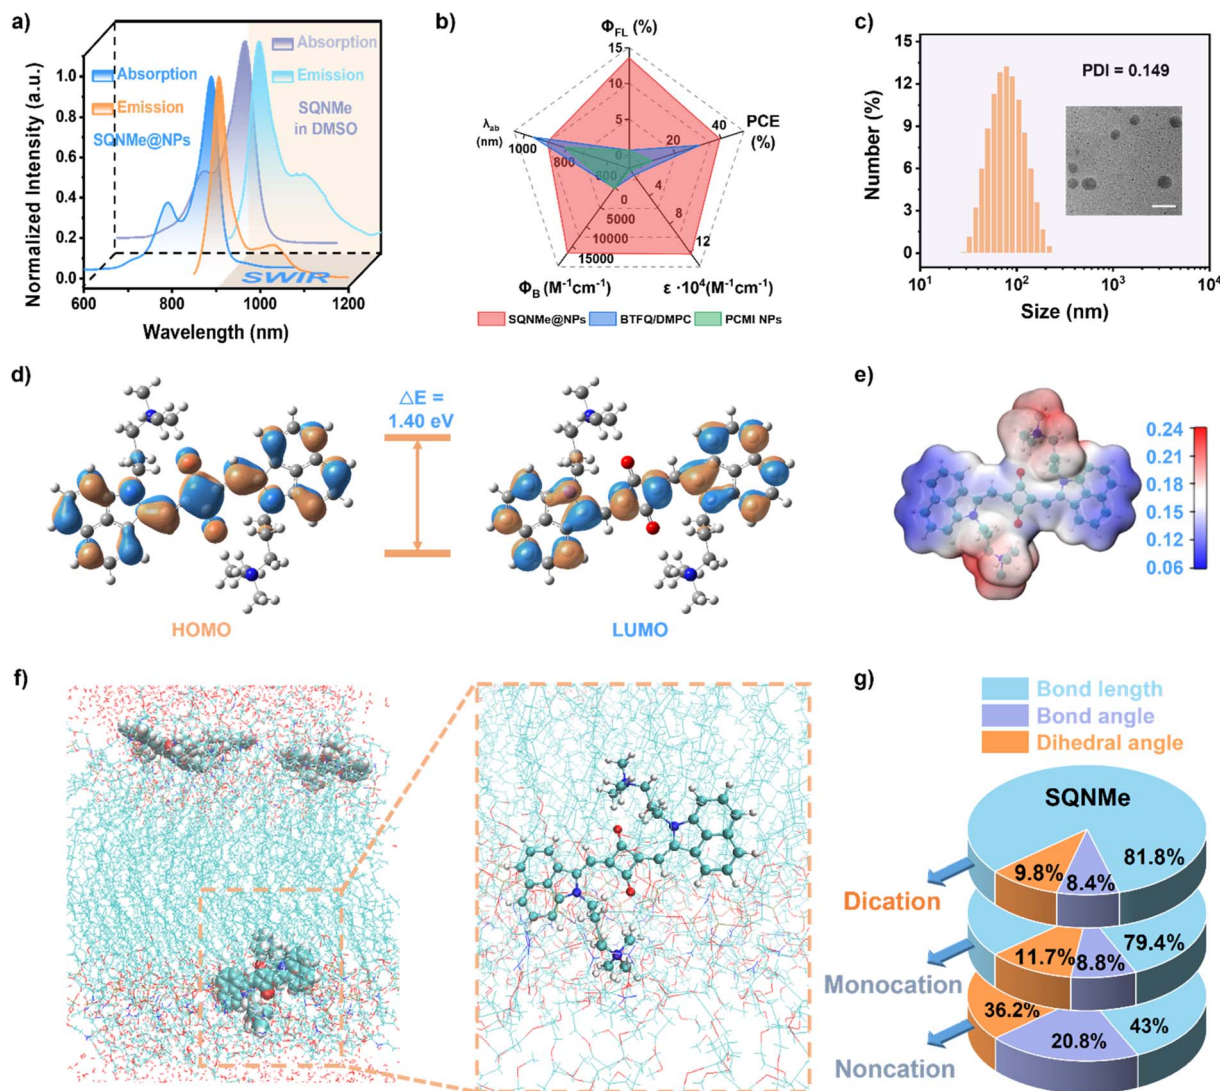 a)
Normalized Intensity (a.u.)
1.0
0.8
0.6
0.4
0.2
0.0
Absorption
Emission
SQNMe@NPs
Absorption
Emission
SQNMe
in DMSO
SWIR
600 800 1000 1200
Wavelength (nm)
b)
ΦFL (%)
15
10
5
0
PCE
(%)
40
20
λab
(nm)
1000
800
600
0
5000
10000
15000
4
8
12
ΦB (M⁻¹cm⁻¹)
ε ·10⁴(M⁻¹cm⁻¹)
SQNMe@NPs BTFQ/DMPC PCMI NPs
c)
Number (%)
15
12
9
6
3
0
PDI = 0.149
10¹ 10² 10³ 10⁴
Size (nm)
d)
△E =
1.40 eV
HOMO
LUMO
e)
0.24
0.21
0.18
0.15
0.12
0.09
0.06
f)
g)
Bond length
Bond angle
Dihedral angle
SQNMe
9.8% 8.4% 81.8%
Dication
11.7% 8.8% 79.4%
Monocation
36.2% 20.8% 43%
Noncation